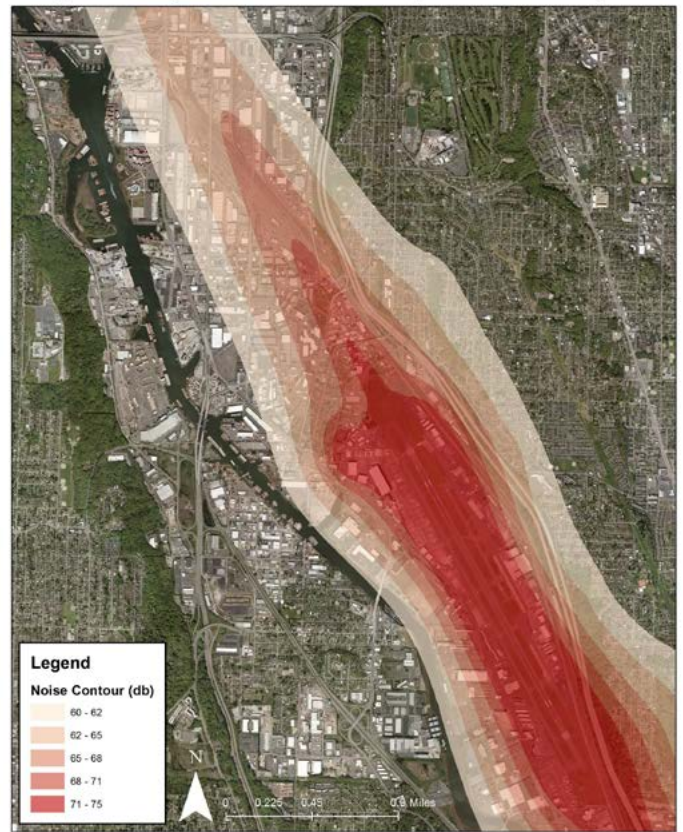 Legend
Noise Contour (db)
60 - 62
62 - 65
65 - 68
68 - 71
71 - 75
N
0 0.225 0.45 0.9 Miles